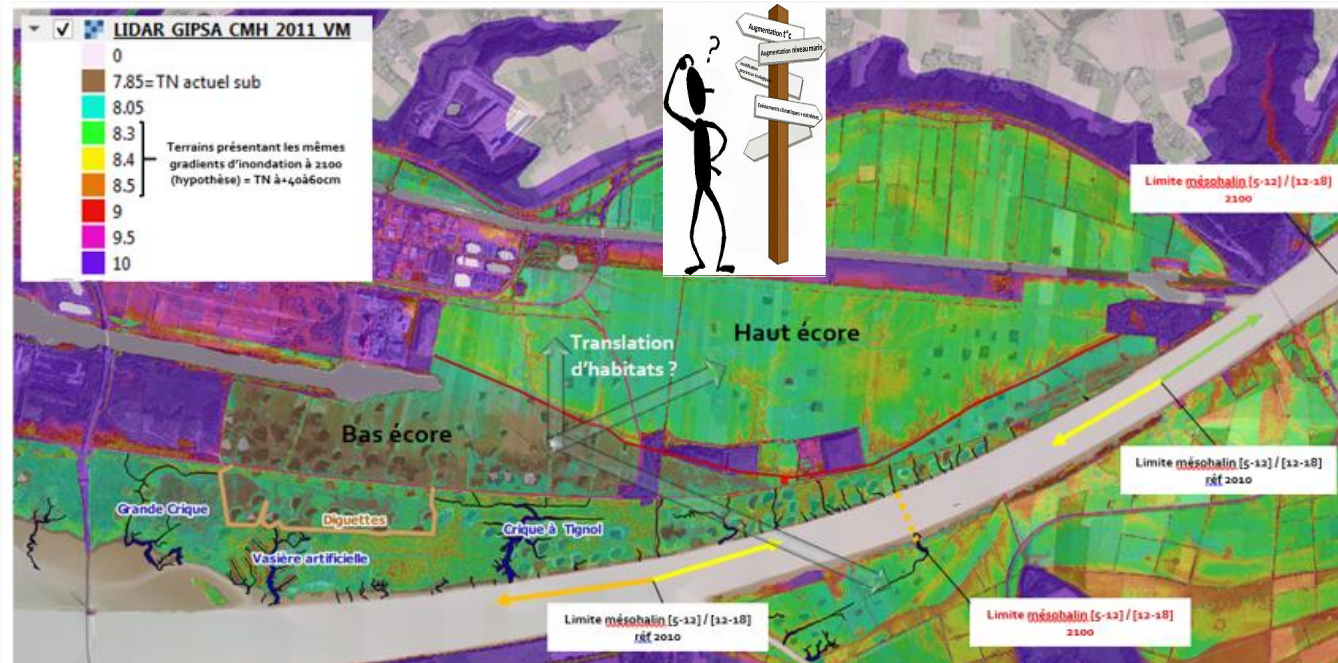 LIDAR GIPSA CMH 2011 VM
0
7.85=TN actuel sub
8.05
8.3
8.4
8.5
9
9.5
10
Terrains présentant les mêmes
gradients d'inondation à 2100
(hypothèse) = TN à+40à60cm
Augmentation t°c
Augmentation niveau marin
Evènements climatiques extrêmes
Limite mésohalin [5-12] / [12-18]
2100
Haut écore
Translation
d'habitats ?
Bas écore
Limite mésohalin [5-12] / [12-18]
réf 2010
Grande Crique
Diguettes
Crique à Tignol
Vasière artificielle
Limite mésohalin [5-12] / [12-18]
réf 2010
Limite mésohalin [5-12] / [12-18]
2100